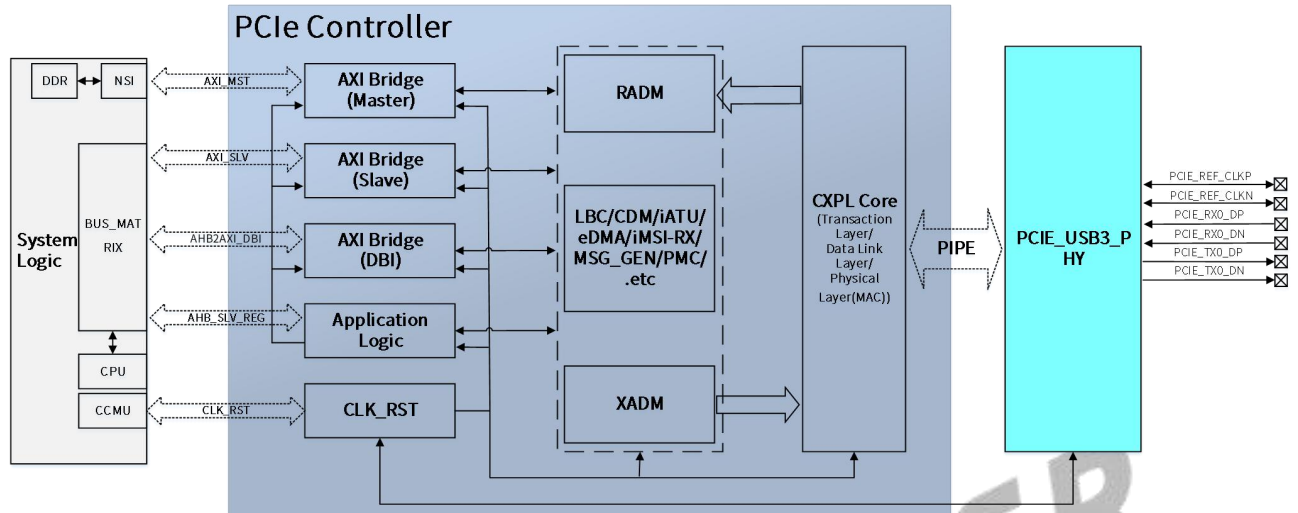 PCIe Controller
System
Logic
DDR
NSI
BUS_MAT
RIX
CPU
CCMU
AXI_MST
AXI_SLV
AHB2AXI_DBI
AHB_SLV_REG
CLK_RST
AXI Bridge
(Master)
AXI Bridge
(Slave)
AXI Bridge
(DBI)
Application
Logic
CLK_RST
RADM
LBC/CDM/iATU/
eDMA/iMSI-RX/
MSG_GEN/PMC/
.etc
XADM
CXPL Core
(Transaction
Layer/
Data Link
Layer/
Physical
Layer(MAC))
PIPE
PCIE_USB3_P
HY
PCIE_REF_CLKP
PCIE_REF_CLKN
PCIE_RX0_DP
PCIE_RX0_DN
PCIE_TX0_DP
PCIE_TX0_DN